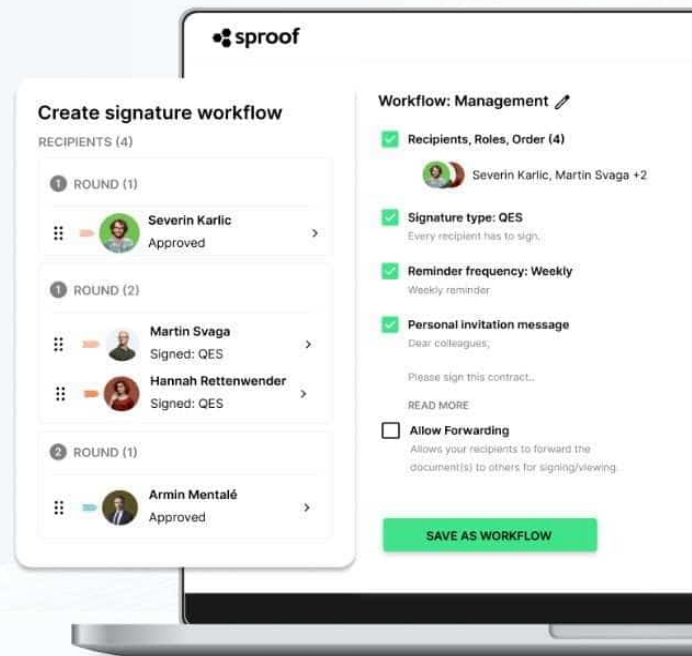 sproof
Create signature workflow
RECIPIENTS (4)
1 ROUND (1)
Severin Karlic
Approved
1 ROUND (2)
Martin Svaga
Signed: QES
Hannah Rettenwender
Signed: QES
2 ROUND (1)
Armin Mentalé
Approved
Workflow: Management
Recipients, Roles, Order (4)
Severin Karlic, Martin Svaga +2
Signature type: QES
Every recipient has to sign.
Reminder frequency: Weekly
Weekly reminder
Personal invitation message
Dear colleagues,
Please sign this contract..
READ MORE
Allow Forwarding
Allows your recipients to forward the
document(s) to others for signing/viewing.
SAVE AS WORKFLOW